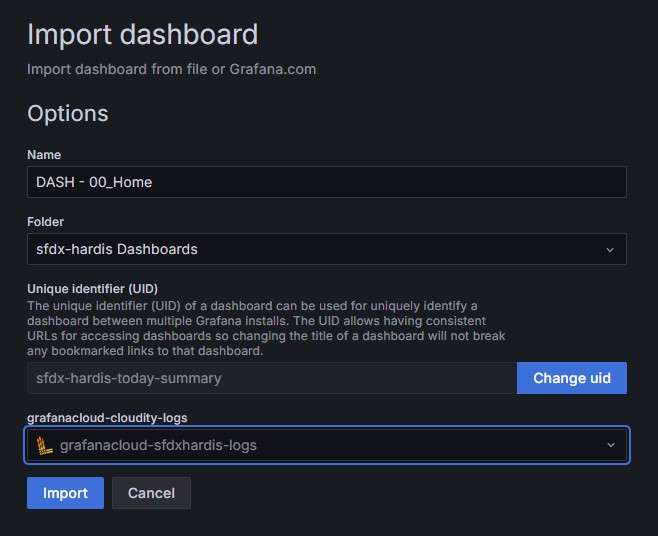 Import dashboard
Import dashboard from file or Grafana.com
Options
Name
DASH - 00_Home
Folder
sfdx-hardis Dashboards
Unique identifier (UID)
The unique identifier (UID) of a dashboard can be used for uniquely identify a
dashboard between multiple Grafana installs. The UID allows having consistent
URLs for accessing dashboards so changing the title of a dashboard will not break
any bookmarked links to that dashboard.
sfdx-hardis-today-summary
Change uid
grafanacloud-cloudity-logs
grafanacloud-sfdxhardis-logs
Import
Cancel